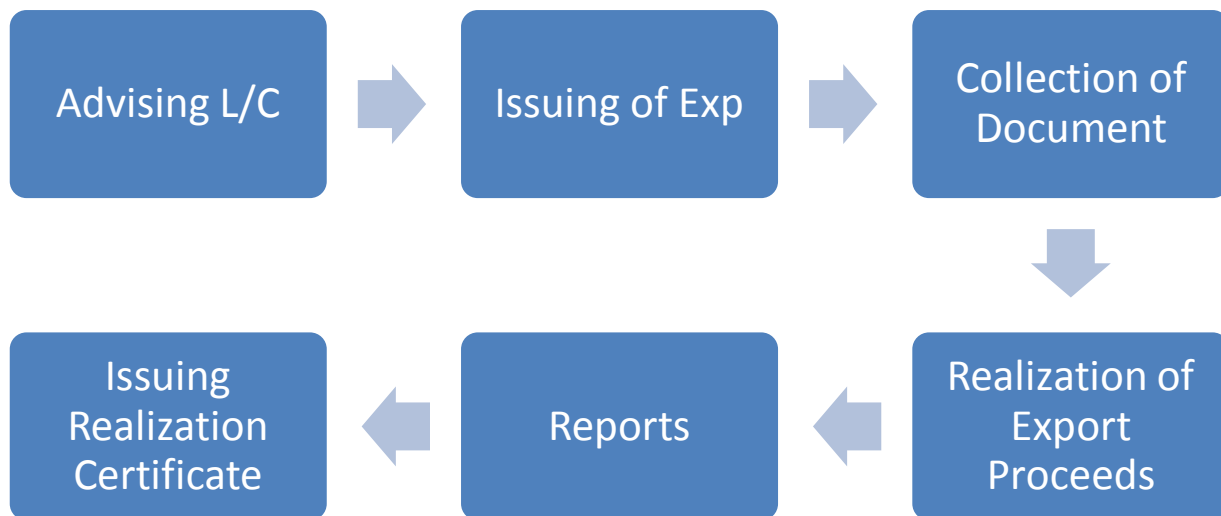 Advising L/C
Issuing of Exp
Collection of
Document
Realization of
Export
Proceeds
Reports
Issuing
Realization
Certificate